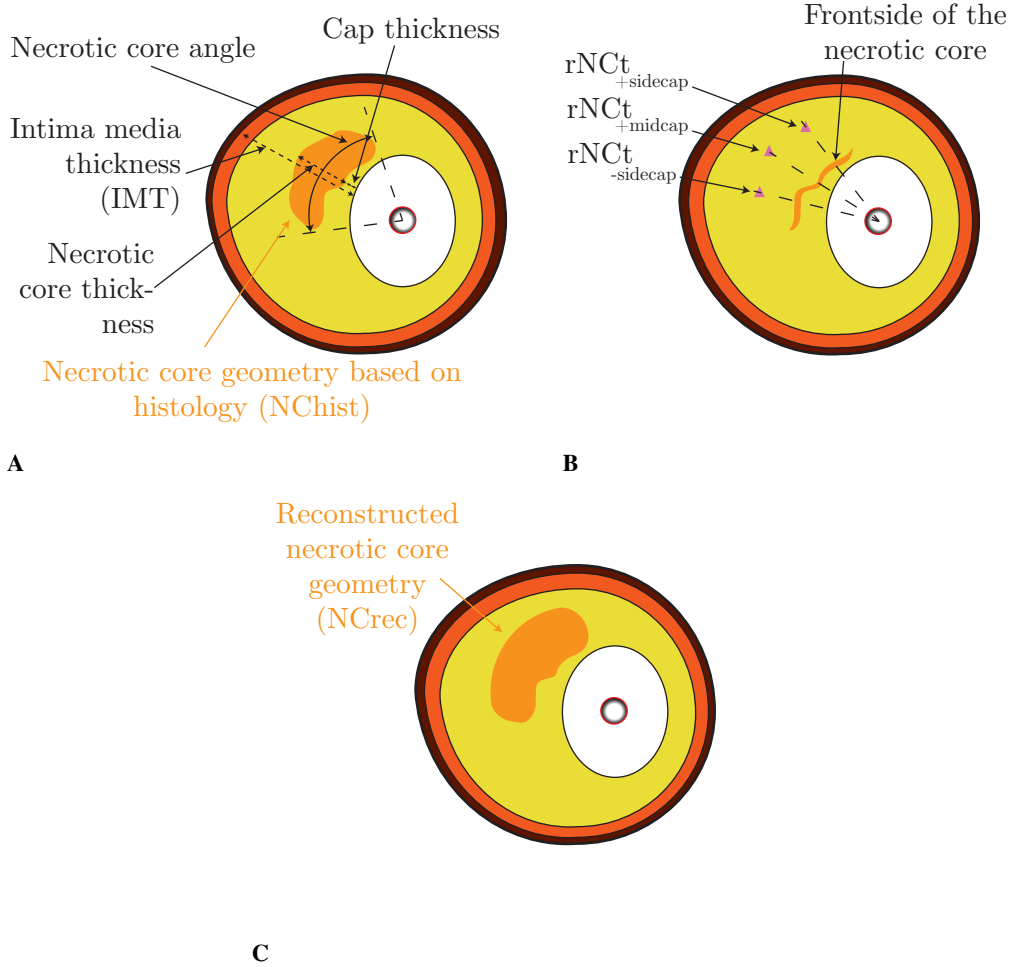 Cap thickness
Necrotic core angle
Intima media
thickness
(IMT)
Necrotic
core thick-
ness
Necrotic core geometry based on
histology (NChist)
A
Frontside of the
necrotic core
rNCt+sidecap
rNCt+midcap
rNCt-sidecap
B
Reconstructed
necrotic core
geometry
(NCrec)
C